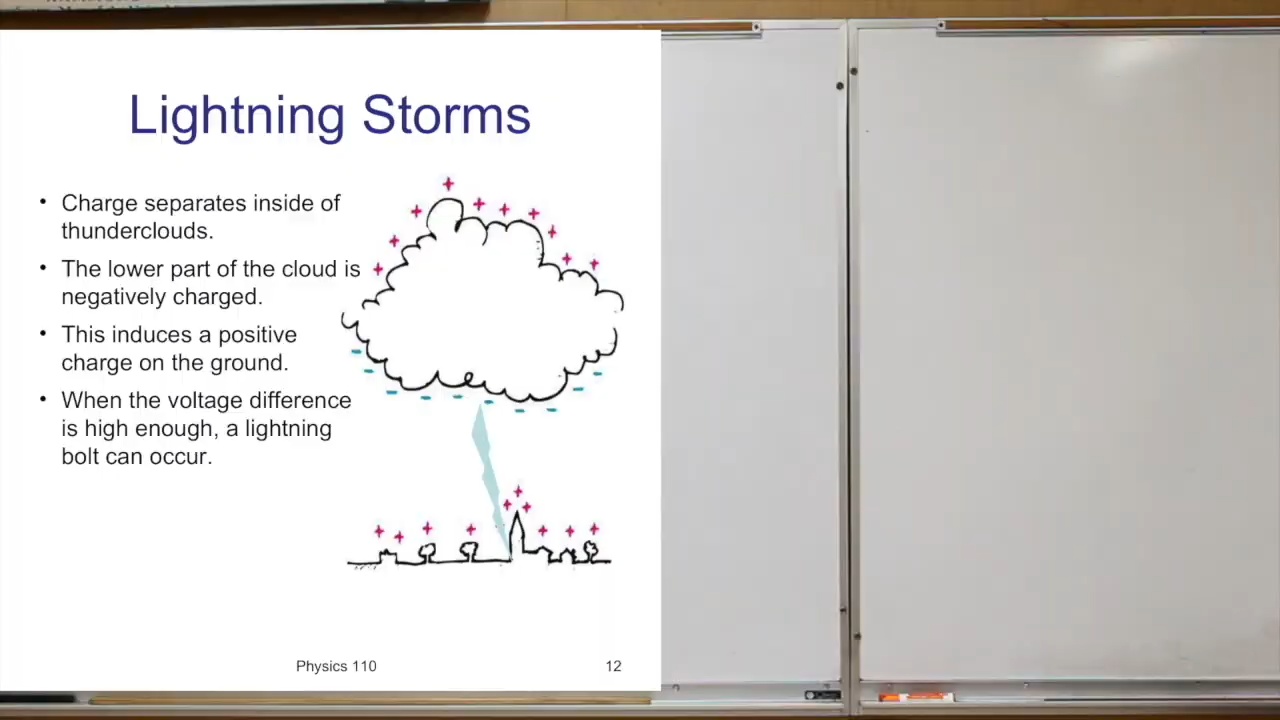 Lightning Storms
• Charge separates inside of
thunderclouds.
• The lower part of the cloud is
negatively charged.
• This induces a positive
charge on the ground.
• When the voltage difference
is high enough, a lightning
bolt can occur.
Physics 110
12